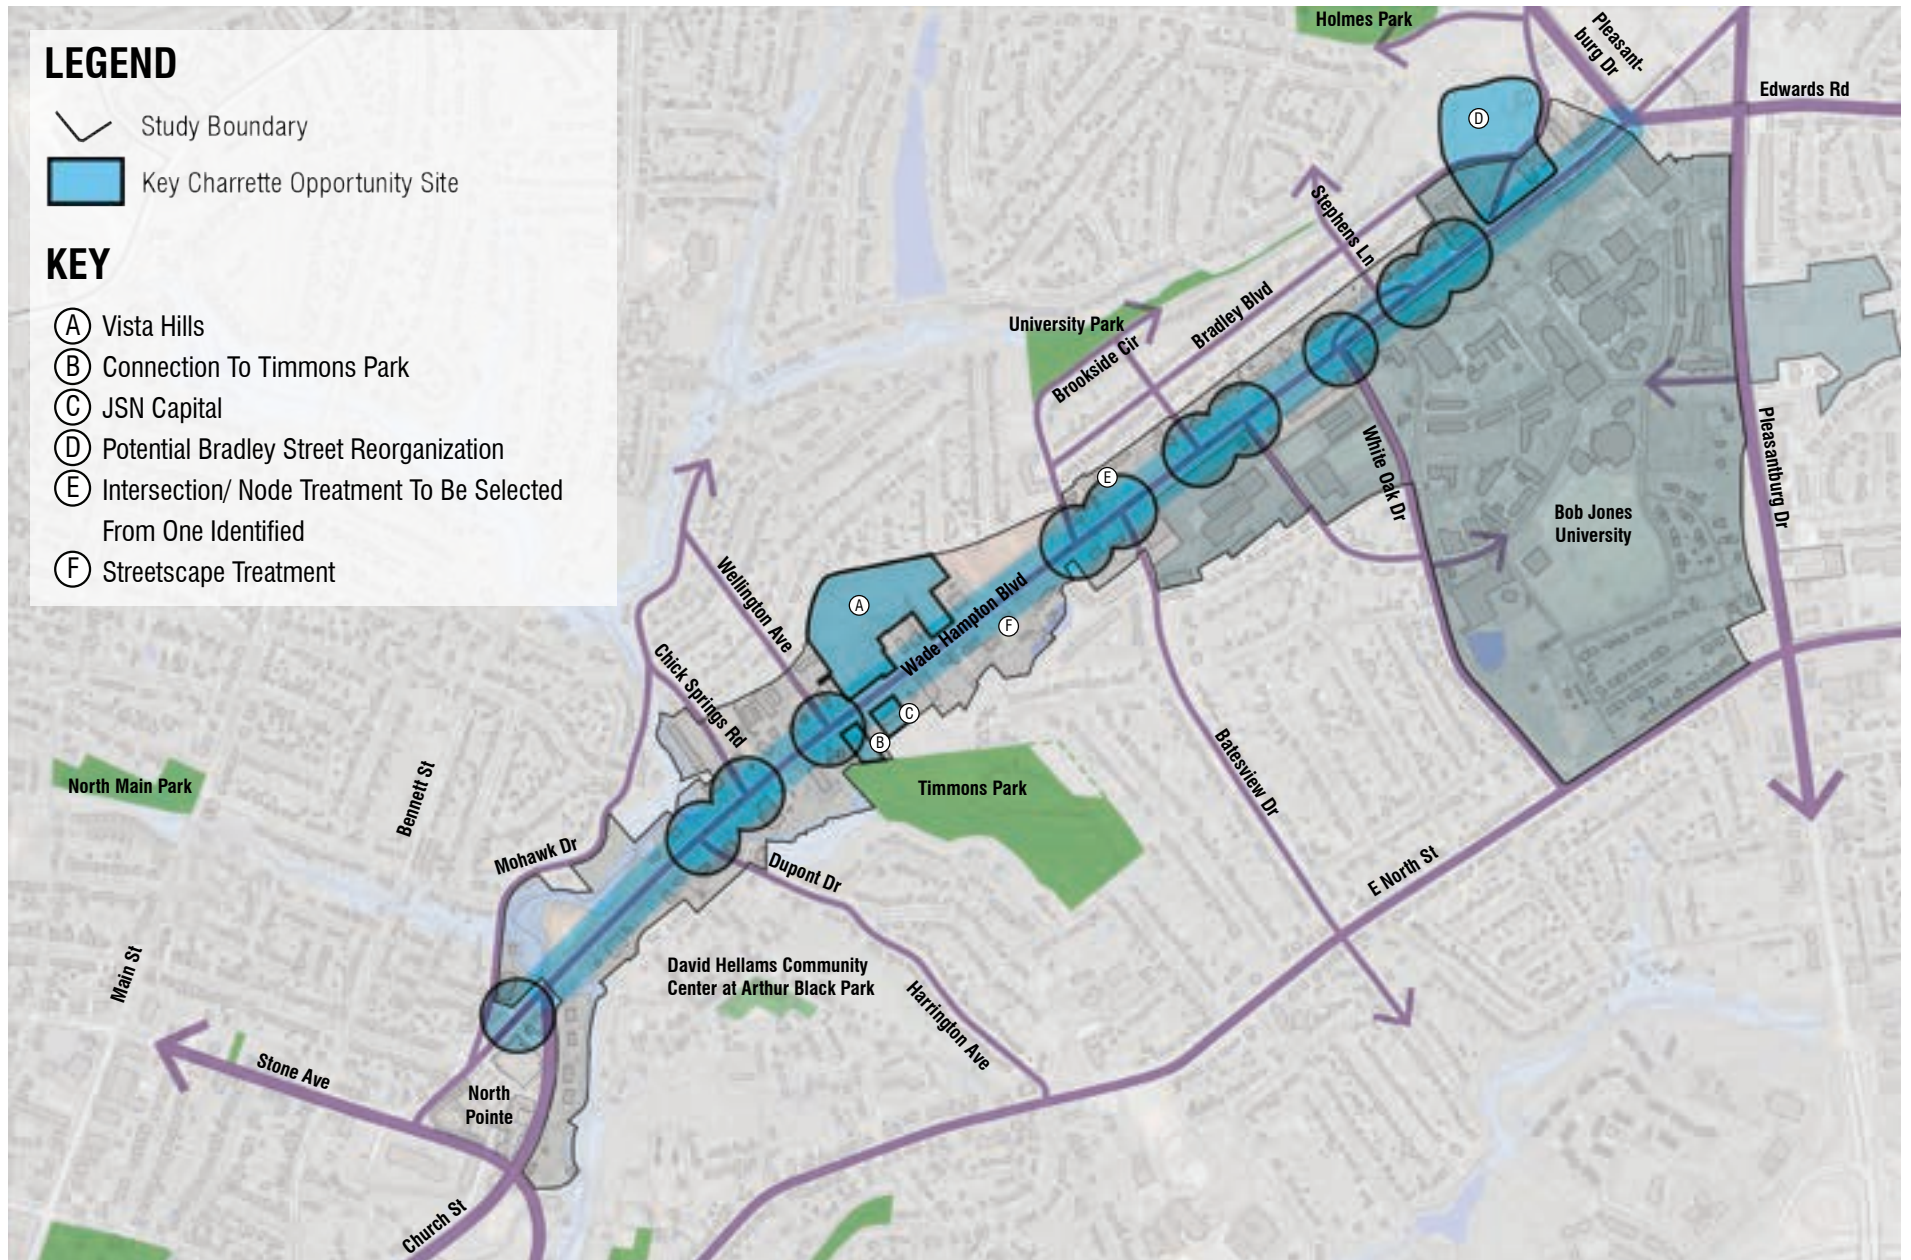 LEGEND
Study Boundary
Key Charrette Opportunity Site
KEY
A Vista Hills
B Connection To Timmons Park
C JSN Capital
D Potential Bradley Street Reorganization
E Intersection/ Node Treatment To Be Selected
From One Identified
F Streetscape Treatment
Holmes Park
Pleasant-
burg Dr
Edwards Rd
D
Stephens Ln
University Park
Bradley Blvd
Brookside Cir
White Oak Dr
Pleasantburg Dr
E
Bob Jones
University
Wellington Ave
A
Wade Hampton Blvd
F
Chick Springs Rd
C
B
North Main Park
Bennett St
Timmons Park
Batesview Dr
Mohawk Dr
Dupont Dr
E North St
Main St
David Hellams Community
Center at Arthur Black Park
Harrington Ave
Stone Ave
North
Pointe
Church St